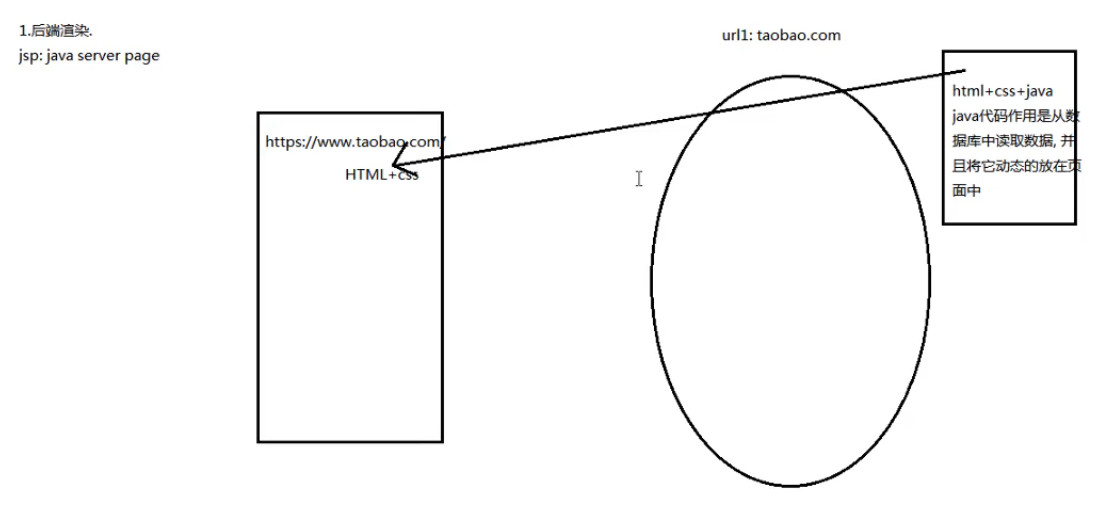 1.后端渲染.
jsp: java server page
url1: taobao.com
https://www.taobao.com/
HTML+css
html+css+java
java代码作用是从数
据库中读取数据, 并
且将它动态的放在页
面中